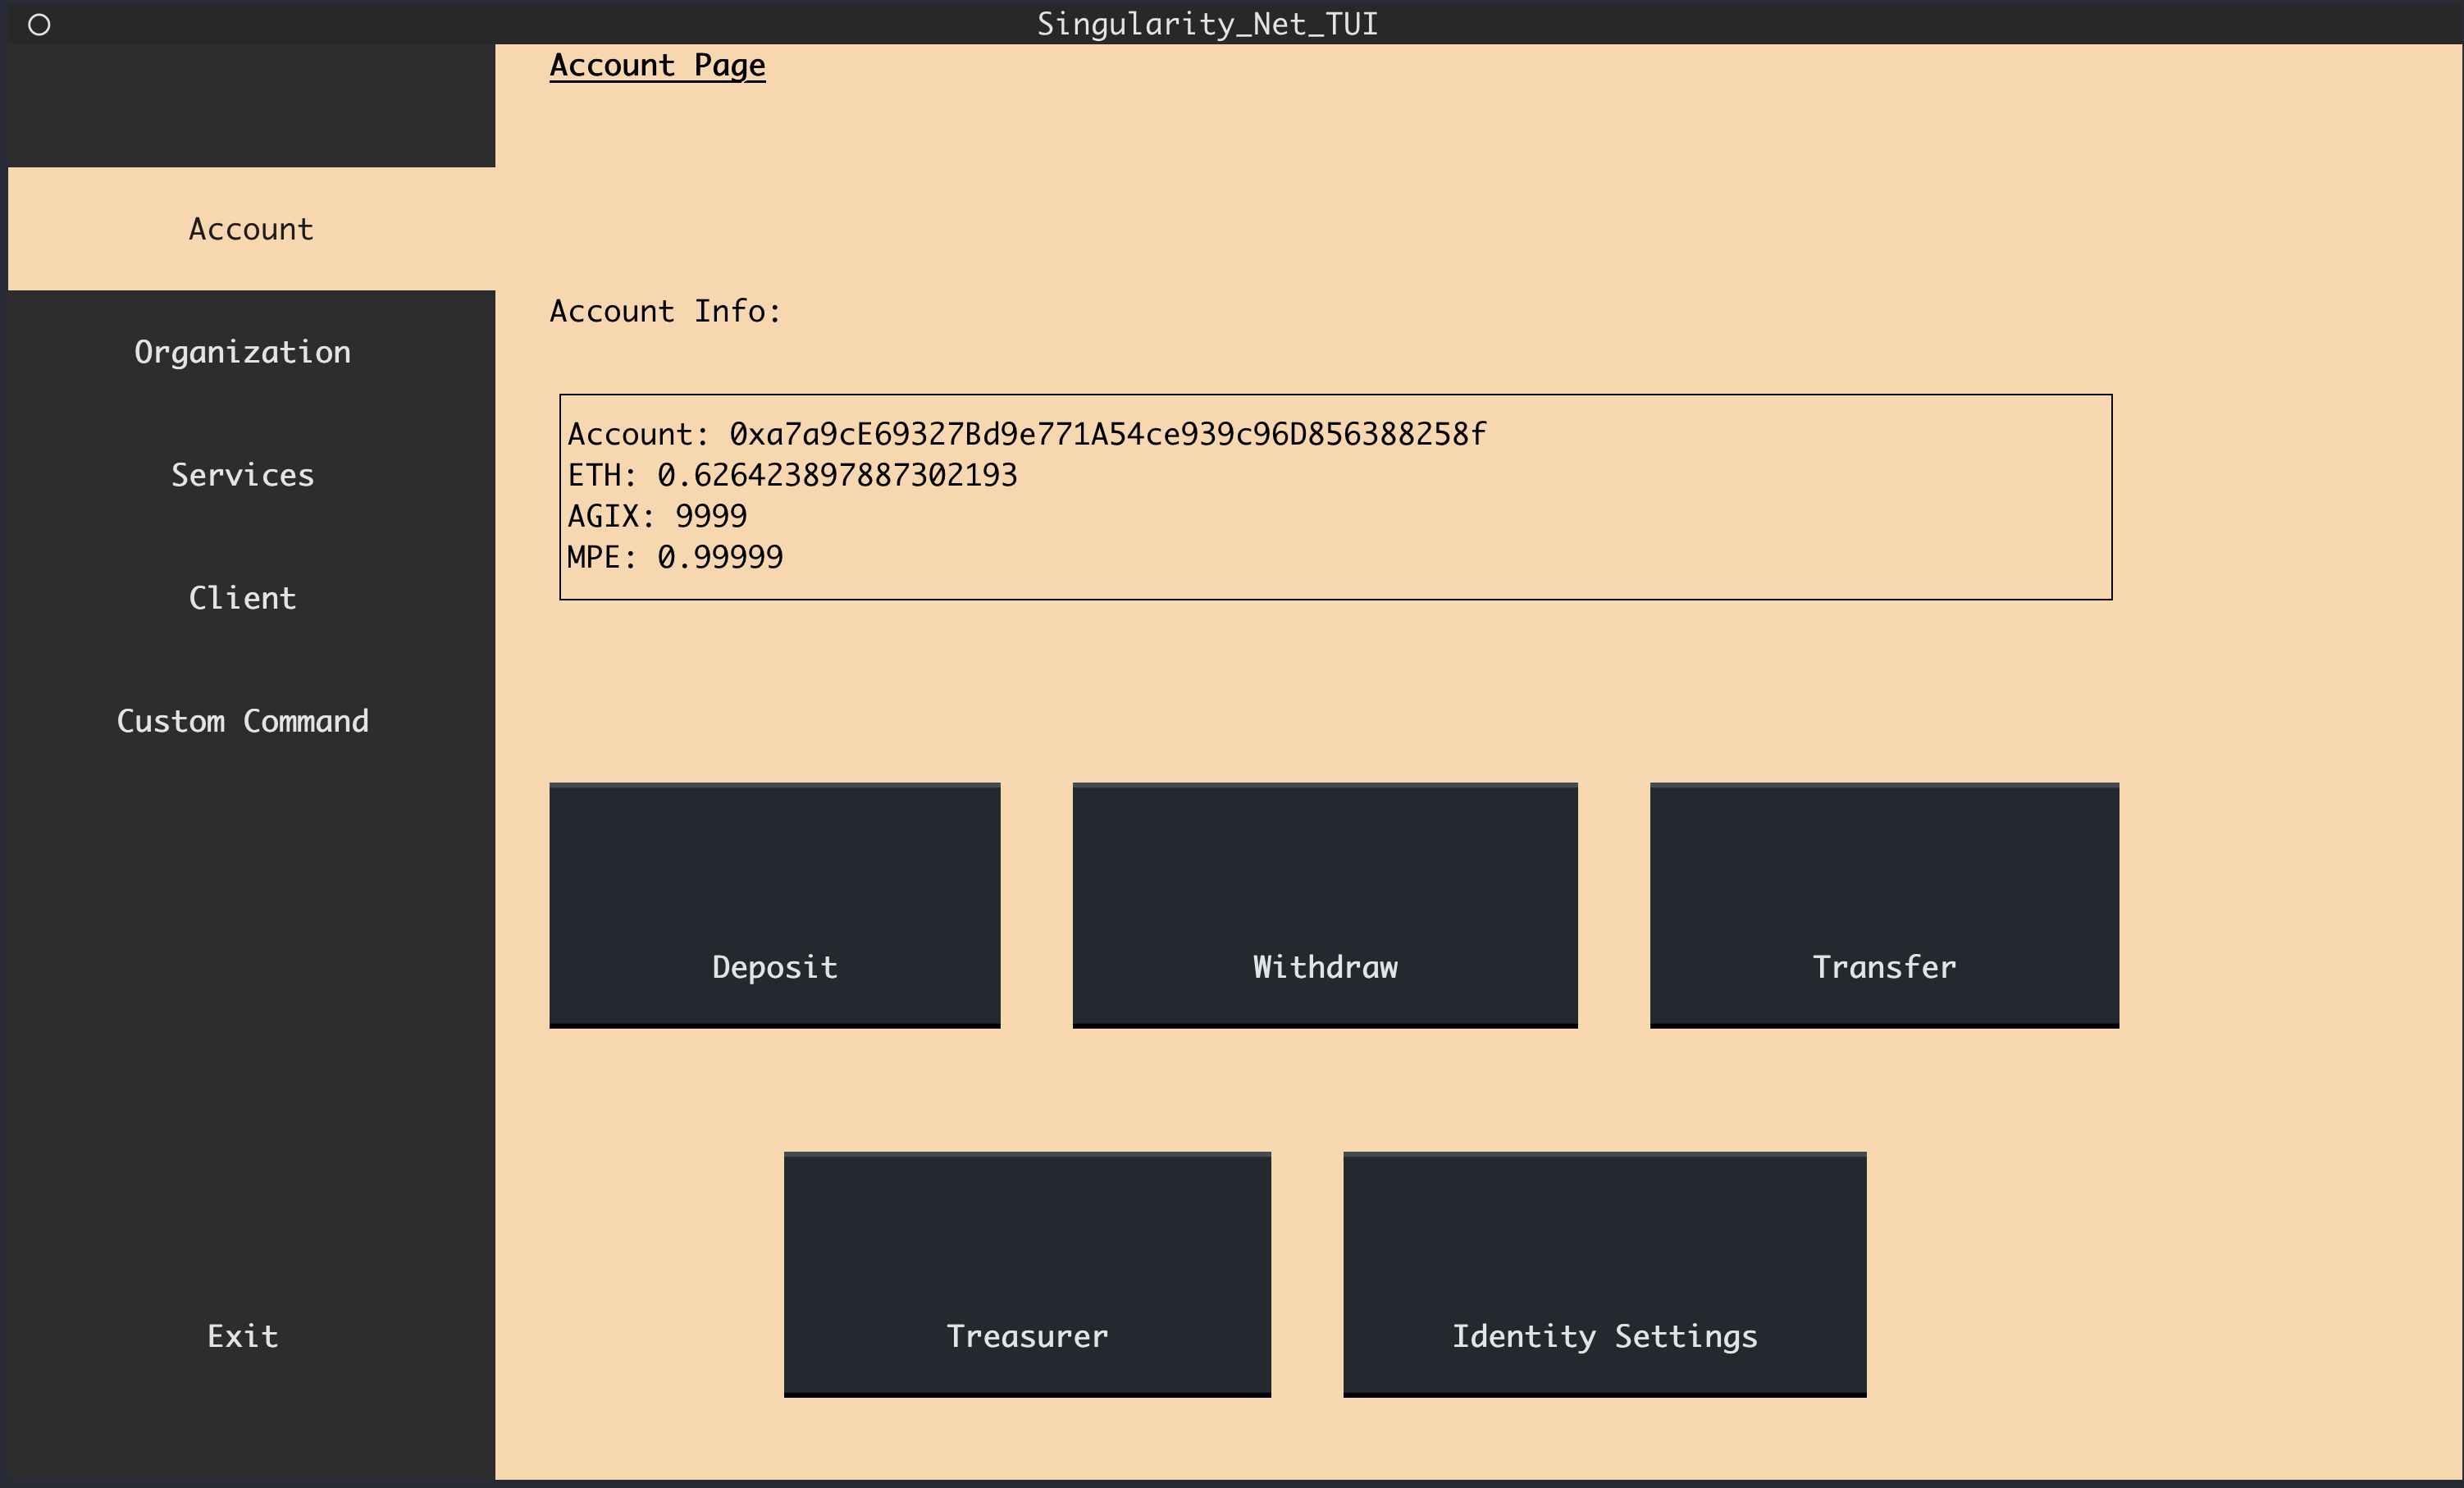 Singularity_Net_TUI
Account Page
Account
Organization
Services
Client
Custom Command
Exit
Account Info:
Account: 0xa7a9cE69327Bd9e771A54ce939c96D856388258f
ETH: 0.626423897887302193
AGIX: 9999
MPE: 0.99999
Deposit
Withdraw
Transfer
Treasurer
Identity Settings